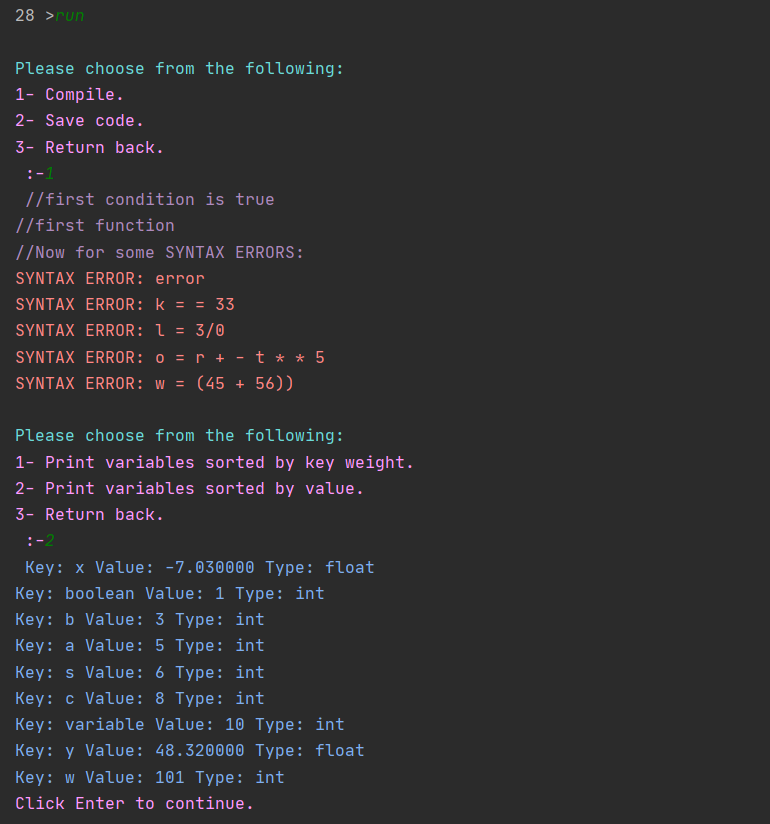 28 >run
Please choose from the following:
1- Compile.
2- Save code.
3- Return back.
:-1
//first condition is true
//first function
//Now for some SYNTAX ERRORS:
SYNTAX ERROR: error
SYNTAX ERROR: k = = 33
SYNTAX ERROR: l = 3/0
SYNTAX ERROR: o = r + - t * * 5
SYNTAX ERROR: w = (45 + 56))
Please choose from the following:
1- Print variables sorted by key weight.
2- Print variables sorted by value.
3- Return back.
:-2
Key: x Value: -7.030000 Type: float
Key: boolean Value: 1 Type: int
Key: b Value: 3 Type: int
Key: a Value: 5 Type: int
Key: s Value: 6 Type: int
Key: c Value: 8 Type: int
Key: variable Value: 10 Type: int
Key: y Value: 48.320000 Type: float
Key: w Value: 101 Type: int
Click Enter to continue.